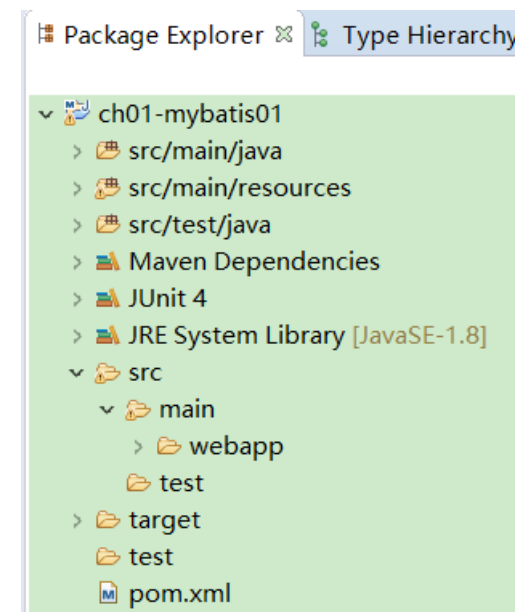 Package Explorer Type Hierarchy
ch01-mybatis01
src/main/java
src/main/resources
src/test/java
Maven Dependencies
JUnit 4
JRE System Library [JavaSE-1.8]
src
main
webapp
test
target
test
pom.xml